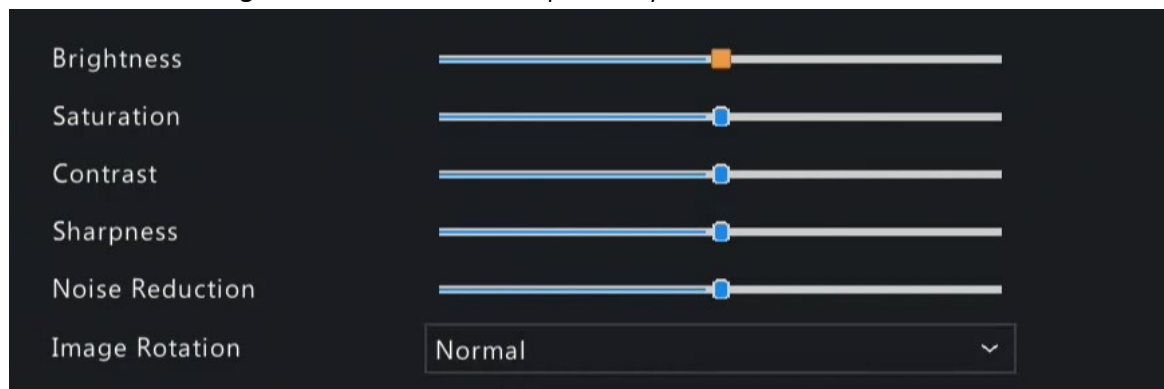 Brightness
Saturation
Contrast
Sharpness
Noise Reduction
Image Rotation Normal